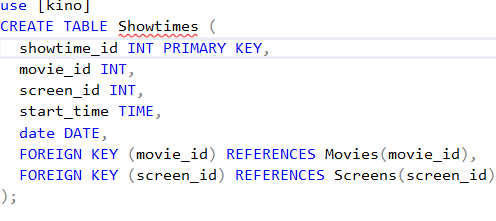 use [kino]
CREATE TABLE Showtimes (
  showtime_id INT PRIMARY KEY,
  movie_id INT,
  screen_id INT,
  start_time TIME,
  date DATE,
  FOREIGN KEY (movie_id) REFERENCES Movies(movie_id),
  FOREIGN KEY (screen_id) REFERENCES Screens(screen_id)
);